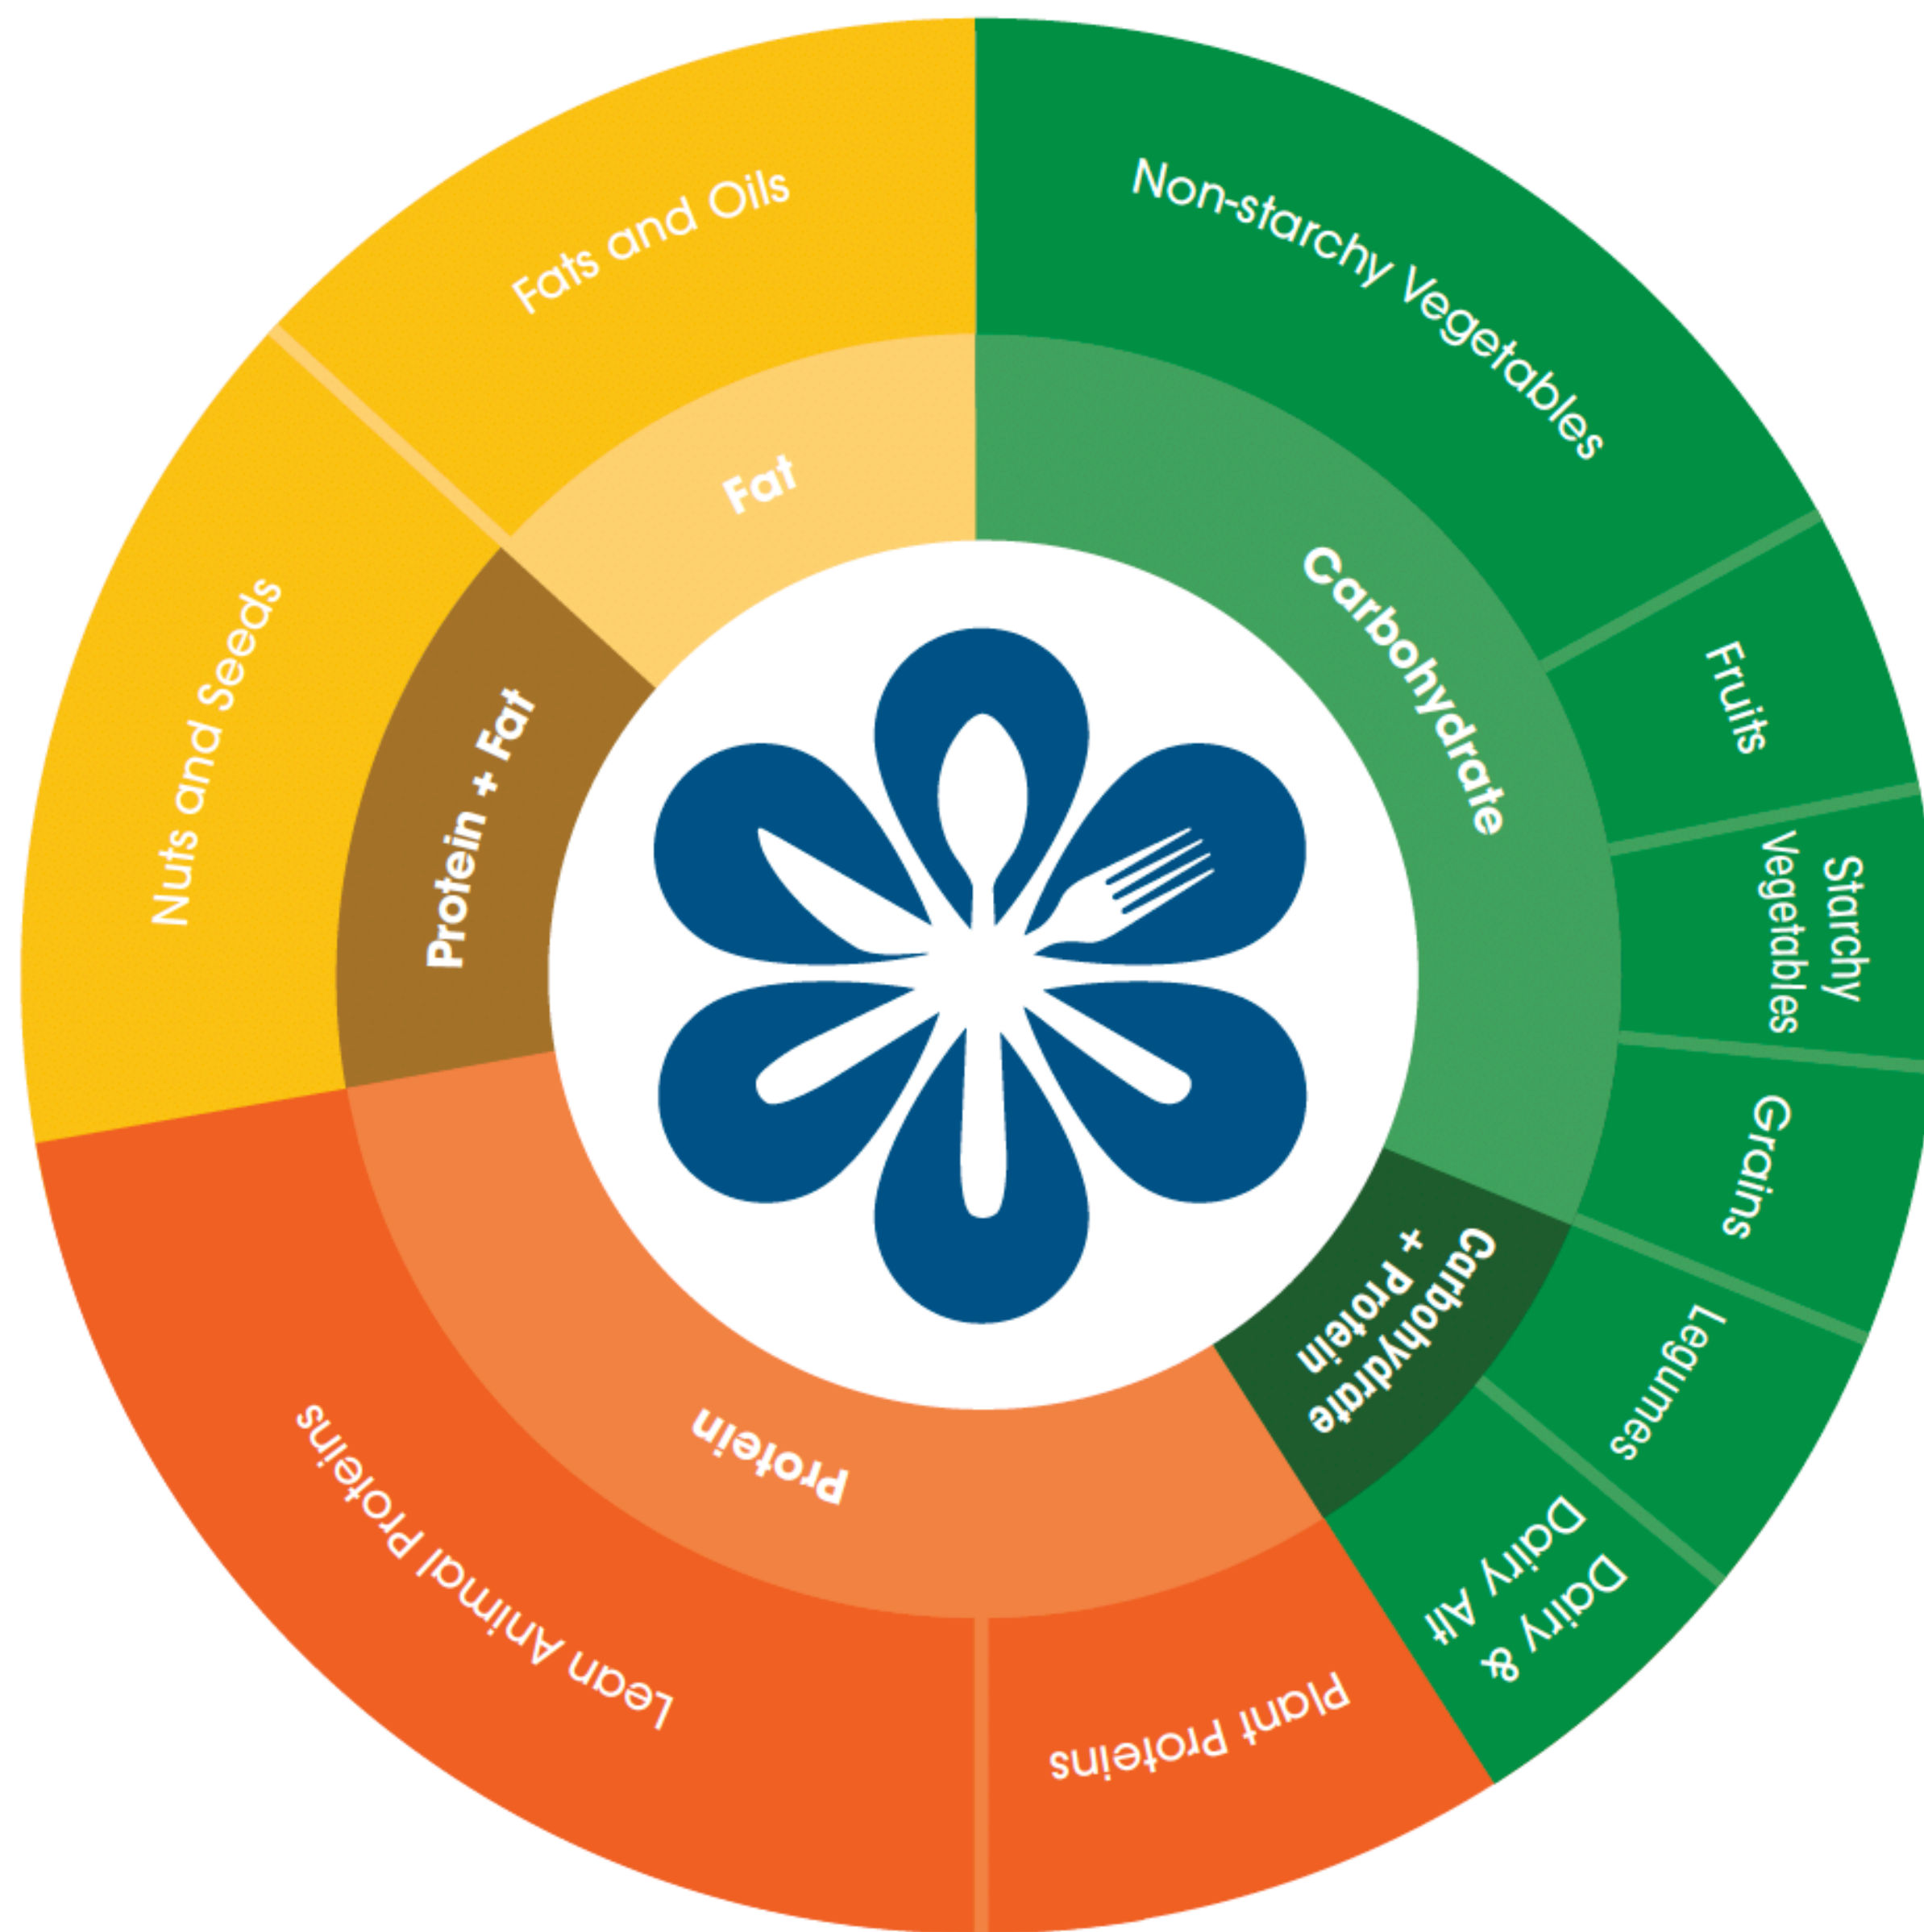 Non-starchy Vegetables
Fruits
Starchy
Vegetables
Grains
Legumes
Dairy &
Dairy Alt
Plant Proteins
Lean Animal Proteins
Nuts and Seeds
Fats and Oils
Carbohydrate
Carbohydrate
+ Protein
Protein
Protein + Fat
Fat